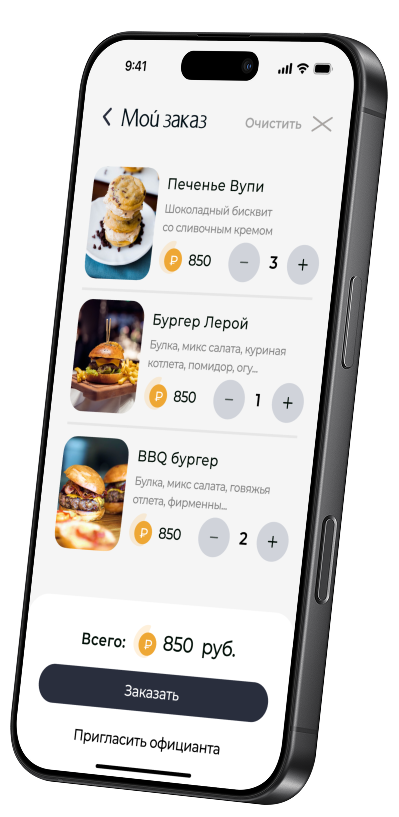 9:41
Мой заказ
Очистить
Печенье Вупи
Шоколадный бисквит
со сливочным кремом
₽ 850 − 3 +
Бургер Лерой
Булка, микс салата, куриная
котлета, помидор, огу...
₽ 850 − 1 +
BBQ бургер
Булка, микс салата, говяжья
отлета, фирменны...
₽ 850 − 2 +
Всего: ₽ 850 руб.
Заказать
Пригласить официанта